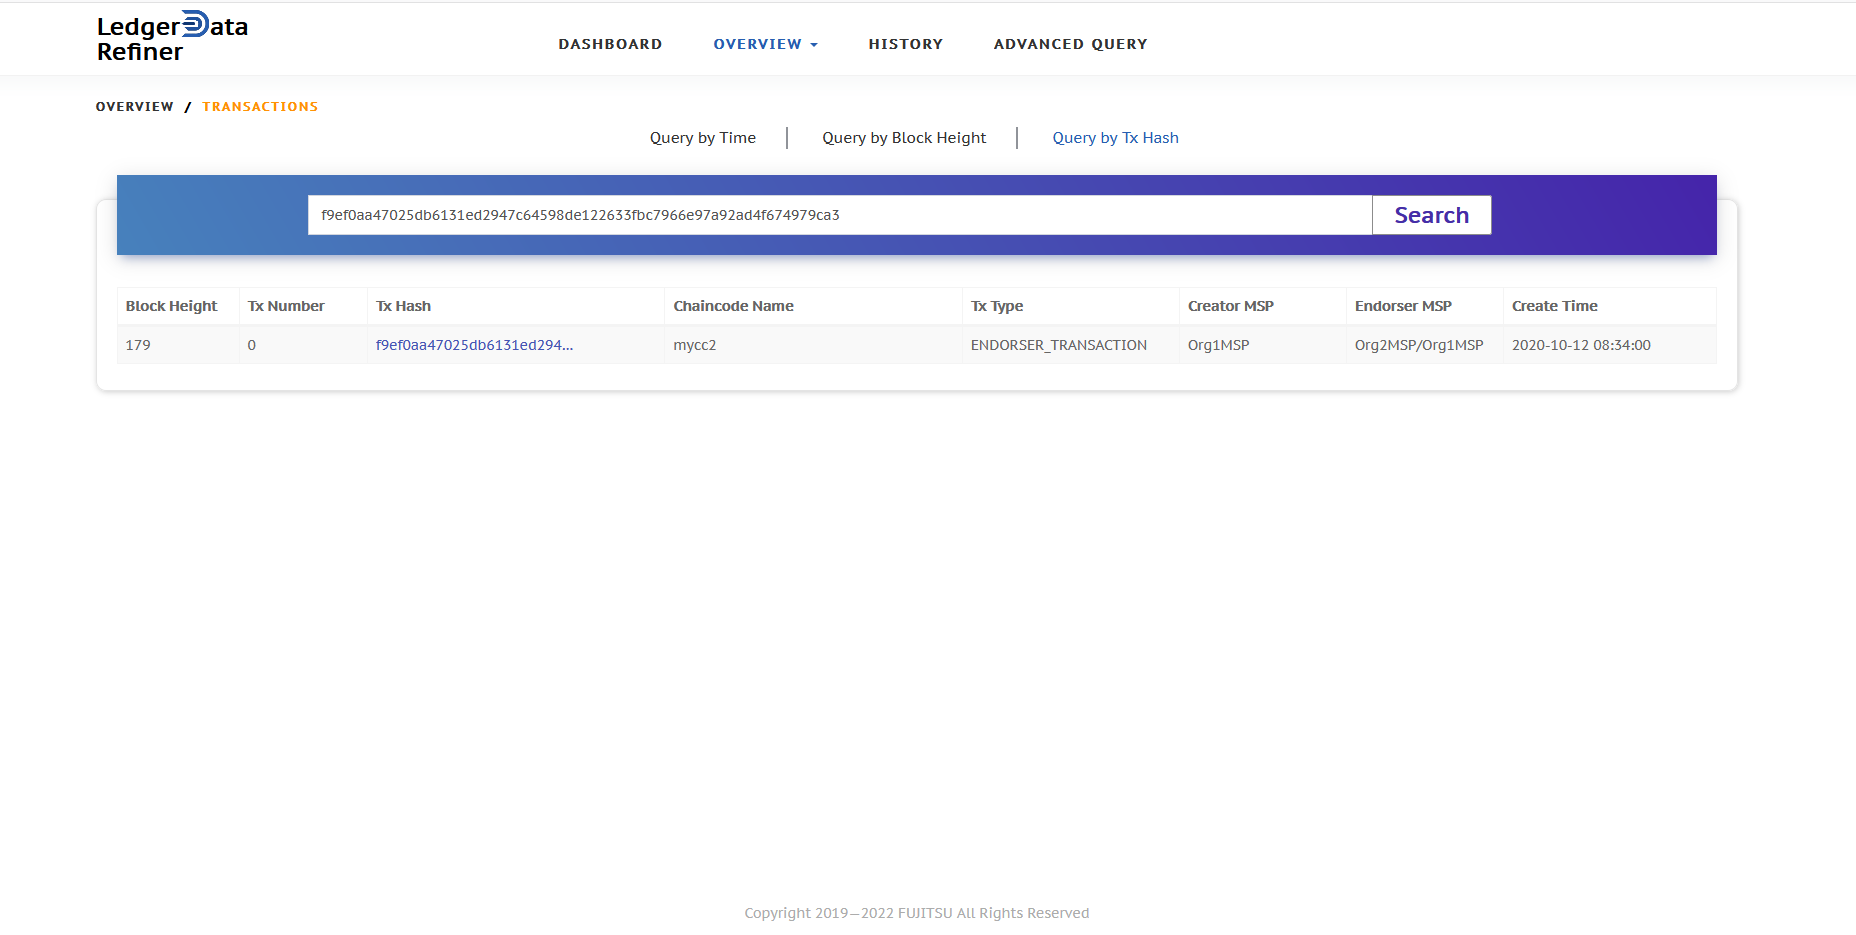 LedgerData
Refiner
DASHBOARD OVERVIEW HISTORY ADVANCED QUERY
OVERVIEW / TRANSACTIONS
Query by Time Query by Block Height Query by Tx Hash
f9ef0aa47025db6131ed2947c64598de122633fbc7966e97a92ad4f674979ca3 Search
Block Height Tx Number Tx Hash Chaincode Name Tx Type Creator MSP Endorser MSP Create Time
179 0 f9ef0aa47025db6131ed294... mycc2 ENDORSER_TRANSACTION Org1MSP Org2MSP/Org1MSP 2020-10-12 08:34:00
Copyright 2019—2022 FUJITSU All Rights Reserved